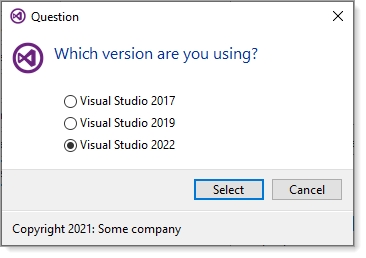 Question
Which version are you using?
Visual Studio 2017
Visual Studio 2019
Visual Studio 2022
Select Cancel
Copyright 2021: Some company